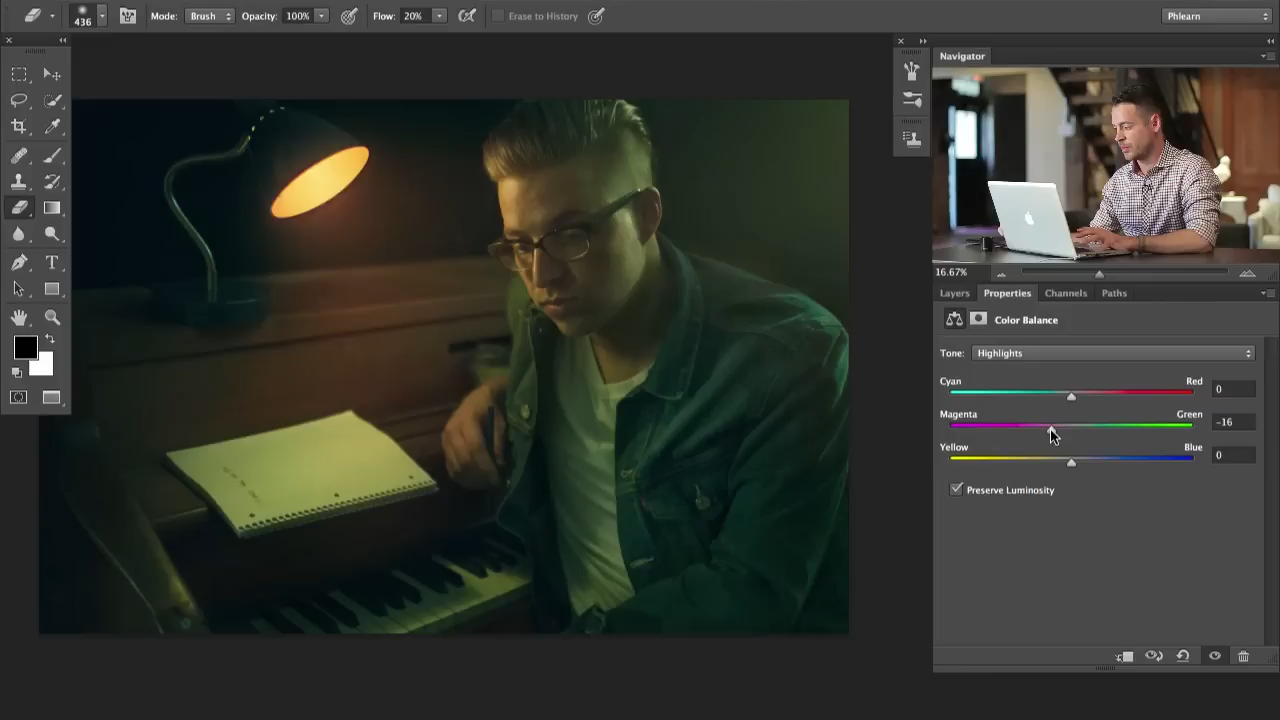 436 Mode: Brush Opacity: 100% Flow: 20% Erase to History Phlearn
Navigator
16.67%
Layers Properties Channels Paths
Color Balance
Tone: Highlights
Cyan Red 0
Magenta Green -16
Yellow Blue 0
Preserve Luminosity